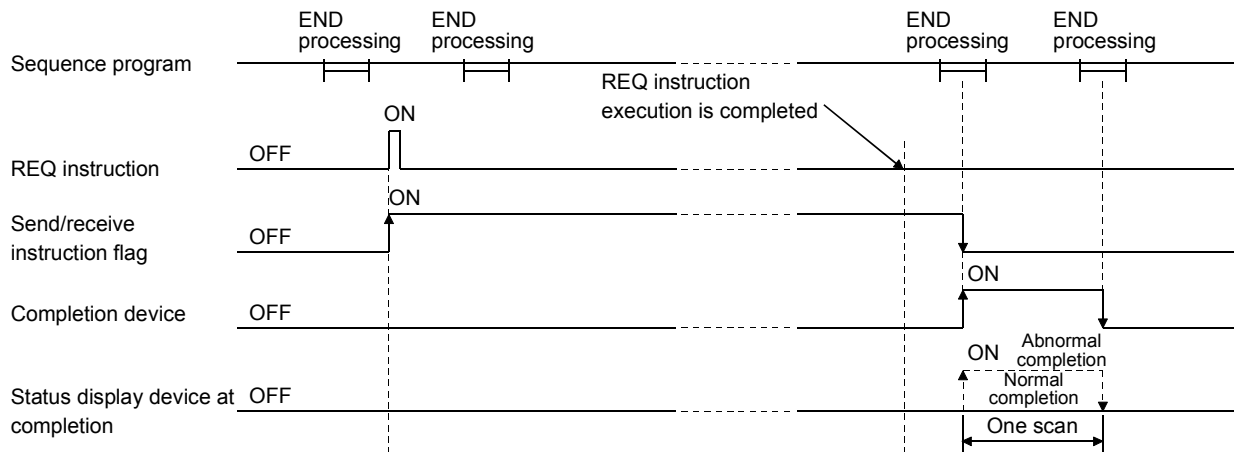 END
processing
END
processing
END
processing
END
processing
Sequence program
REQ instruction
execution is completed
ON
OFF
REQ instruction
ON
Send/receive
instruction flag
OFF
ON
Completion device
OFF
ON
Abnormal
completion
Normal
completion
Status display device at
completion
OFF
One scan